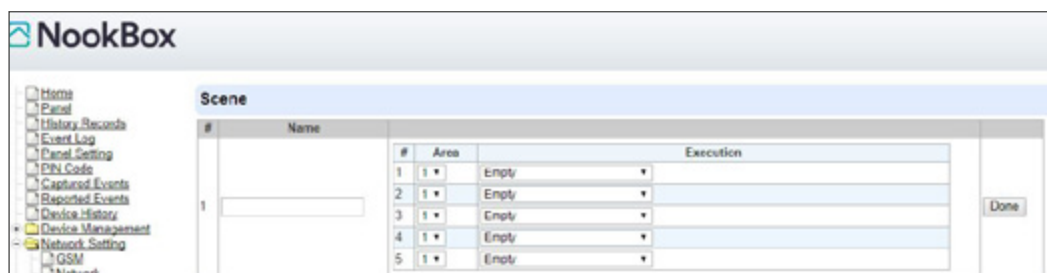 NookBox
Home
Panel
History Records
Event Log
Panel Setting
PIN Code
Captured Events
Reported Events
Device History
Device Management
Network Setting
GSM
Network
Scene
# Name
# Area Execution
1 1 Empty
2 1 Empty
1 3 1 Empty Done
4 1 Empty
5 1 Empty